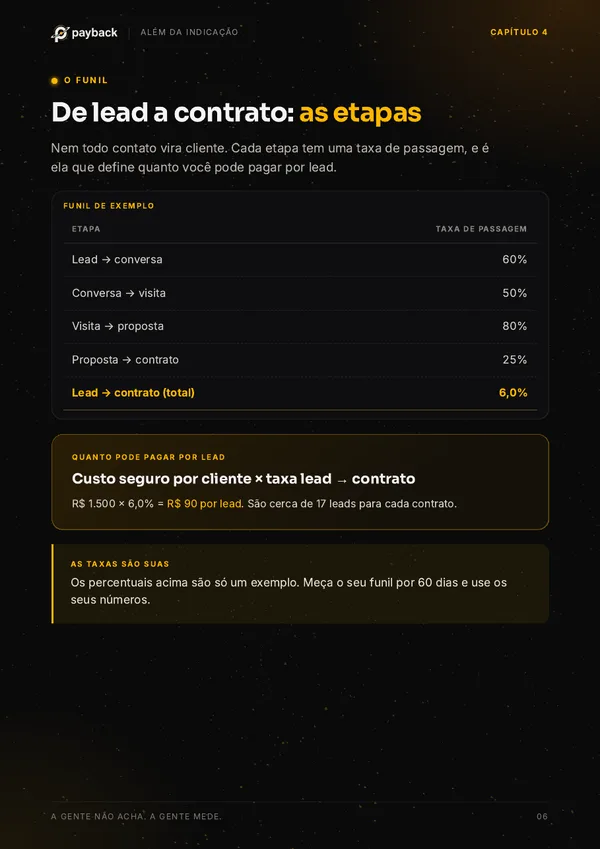 payback
ALÉM DA INDICAÇÃO
CAPÍTULO 4
O FUNIL
De lead a contrato: as etapas
Nem todo contato vira cliente. Cada etapa tem uma taxa de passagem, e é
ela que define quanto você pode pagar por lead.
FUNIL DE EXEMPLO
ETAPA TAXA DE PASSAGEM
Lead → conversa 60%
Conversa → visita 50%
Visita → proposta 80%
Proposta → contrato 25%
Lead → contrato (total) 6,0%
QUANTO PODE PAGAR POR LEAD
Custo seguro por cliente × taxa lead → contrato
R$ 1.500 × 6,0% = R$ 90 por lead. São cerca de 17 leads para cada contrato.
AS TAXAS SÃO SUAS
Os percentuais acima são só um exemplo. Meça o seu funil por 60 dias e use os
seus números.
A GENTE NÃO ACHA. A GENTE MEDE.
06